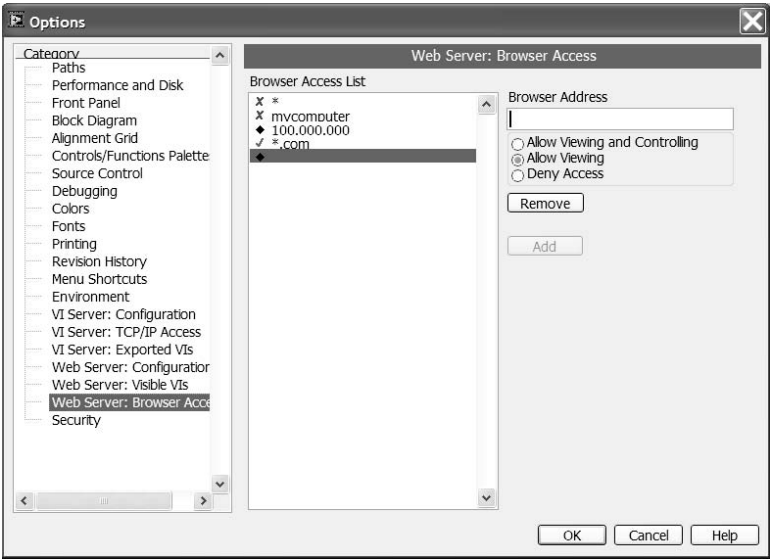 Options
Category
Paths
Performance and Disk
Front Panel
Block Diagram
Alignment Grid
Controls/Functions Palette
Source Control
Debugging
Colors
Fonts
Printing
Revision History
Menu Shortcuts
Environment
VI Server: Configuration
VI Server: TCP/IP Access
VI Server: Exported VIs
Web Server: Configuration
Web Server: Visible VIs
Web Server: Browser Acce
Security
Web Server: Browser Access
Browser Access List
✗ *
✗ mycomputer
◆ 100.000.000
✓ *.com
◆
Browser Address
Allow Viewing and Controlling
Allow Viewing
Deny Access
Remove
Add
OK Cancel Help